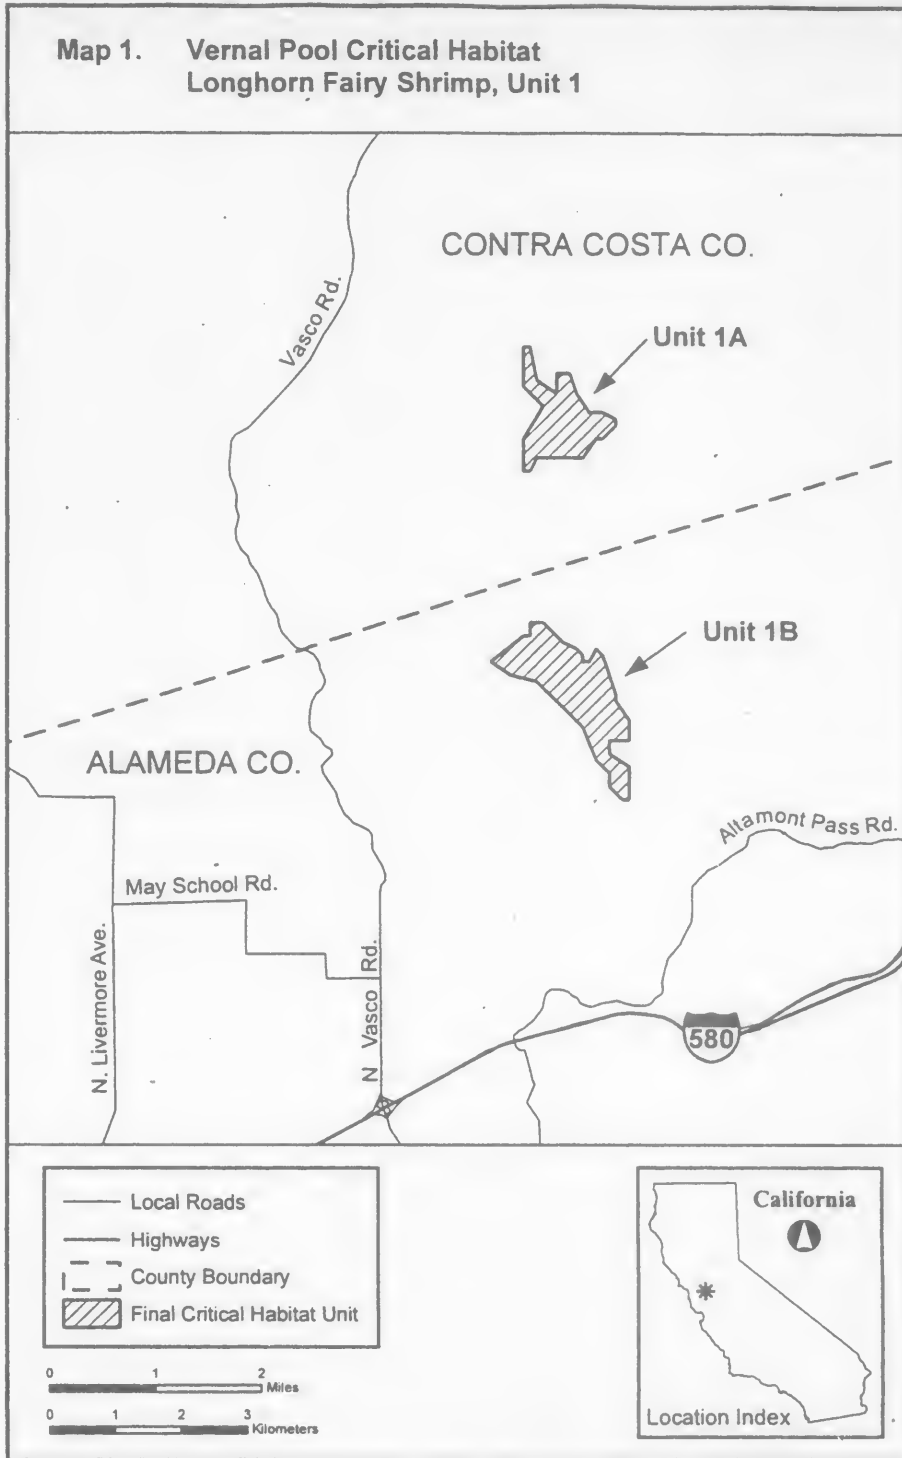 Map 1. Vernal Pool Critical Habitat
Longhorn Fairy Shrimp, Unit 1
CONTRA COSTA CO.
Vasco Rd.
Unit 1A
Unit 1B
ALAMEDA CO.
Altamont Pass Rd.
May School Rd.
N. Livermore Ave.
N Vasco Rd.
580
Local Roads
Highways
County Boundary
Final Critical Habitat Unit
0 1 2
Miles
0 1 2 3
Kilometers
California
Location Index